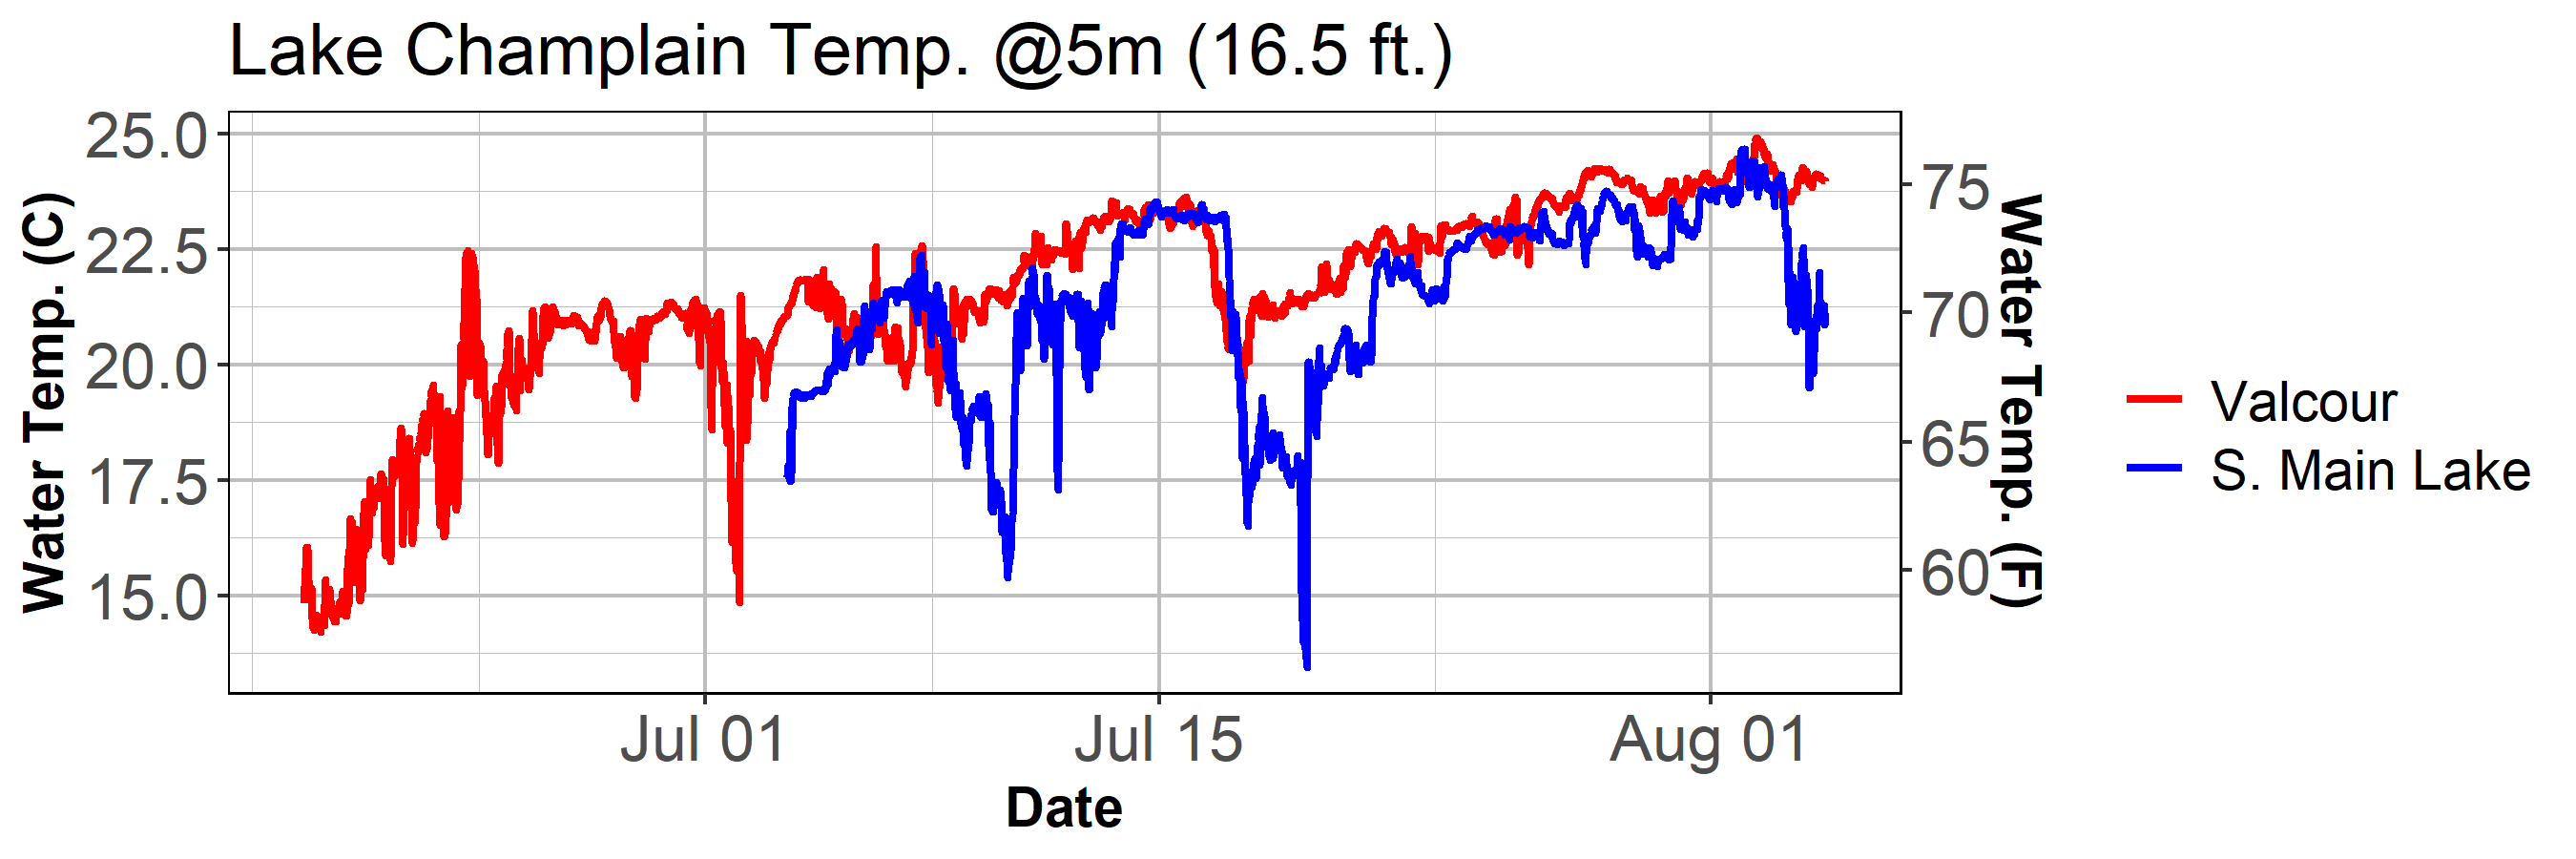 Lake Champlain Temp. @5m (16.5 ft.)
Water Temp. (C)
25.0
22.5
20.0
17.5
15.0
75
70
65
60
Water Temp. (F)
Jul 01
Jul 15
Aug 01
Date
Valcour
S. Main Lake